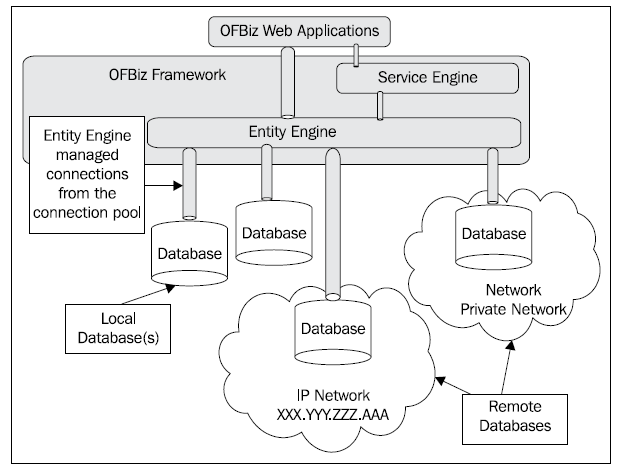 OFBiz Web Applications
OFBiz Framework
Service Engine
Entity Engine
Entity Engine
managed
connections
from the
connection pool
Database
Database
Database
Network
Private Network
Local
Database(s)
Database
IP Network
XXX.YYY.ZZZ.AAA
Remote
Databases